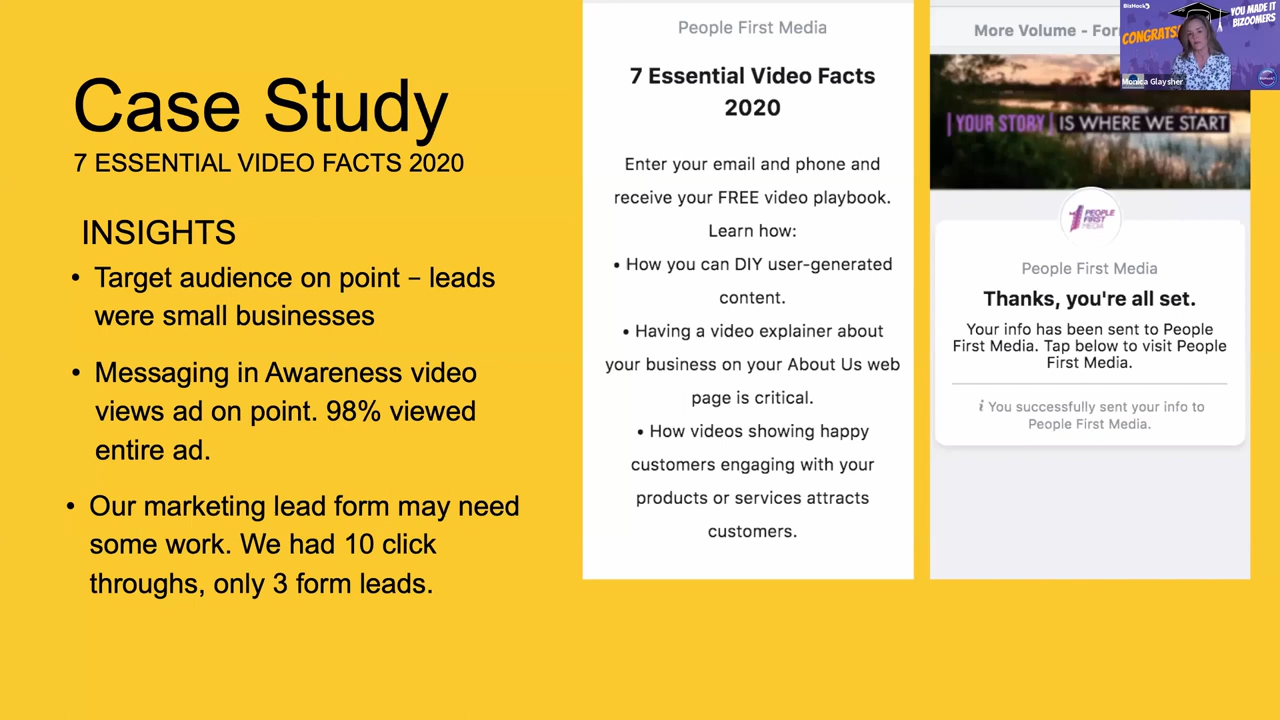 Case Study
7 ESSENTIAL VIDEO FACTS 2020
INSIGHTS
• Target audience on point – leads
were small businesses
• Messaging in Awareness video
views ad on point. 98% viewed
entire ad.
• Our marketing lead form may need
some work. We had 10 click
throughs, only 3 form leads.
People First Media
7 Essential Video Facts
2020
Enter your email and phone and
receive your FREE video playbook.
Learn how:
• How you can DIY user-generated
content.
• Having a video explainer about
your business on your About Us web
page is critical.
• How videos showing happy
customers engaging with your
products or services attracts
customers.
More Volume - For
YOUR STORY IS WHERE WE START
PEOPLE
FIRST
MEDIA
People First Media
Thanks, you're all set.
Your info has been sent to People
First Media. Tap below to visit People
First Media.
You successfully sent your info to
People First Media.
BizHack
CONGRATS!
YOU MADE IT
BIZOOMERS
Monica Glaysher